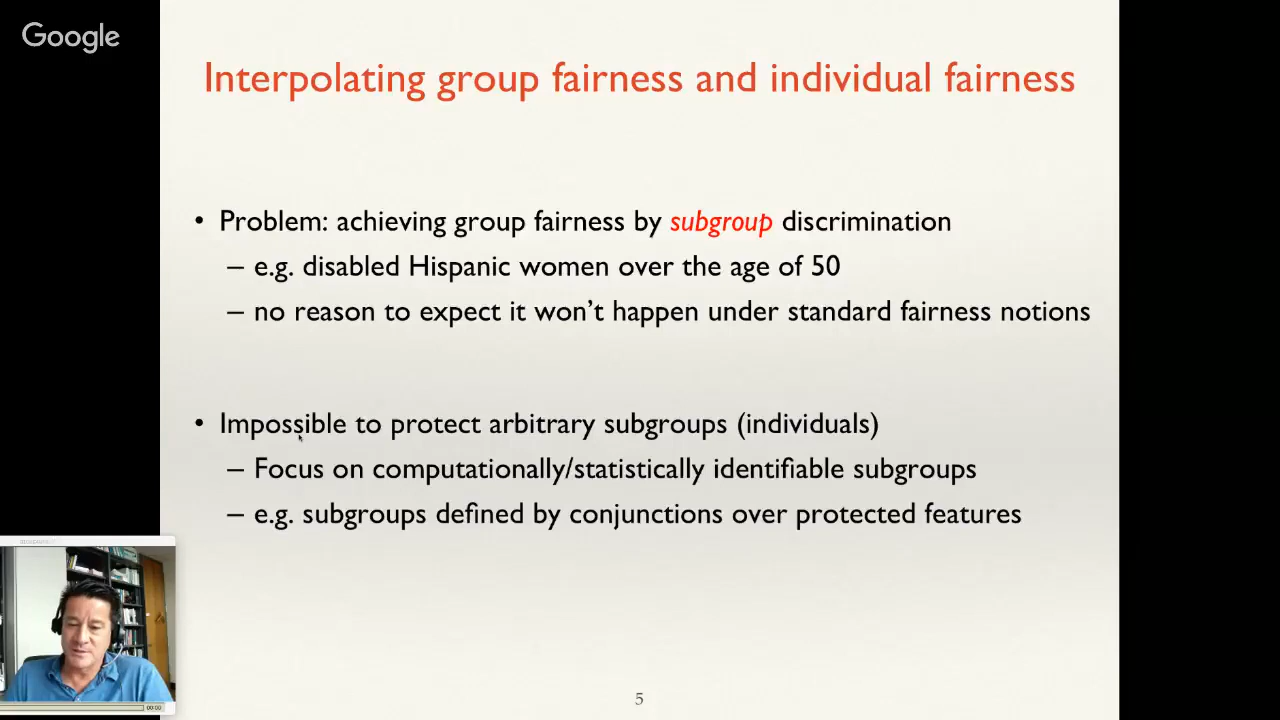 Google
Interpolating group fairness and individual fairness
• Problem: achieving group fairness by subgroup discrimination
– e.g. disabled Hispanic women over the age of 50
– no reason to expect it won't happen under standard fairness notions
• Impossible to protect arbitrary subgroups (individuals)
– Focus on computationally/statistically identifiable subgroups
– e.g. subgroups defined by conjunctions over protected features
00:00
5